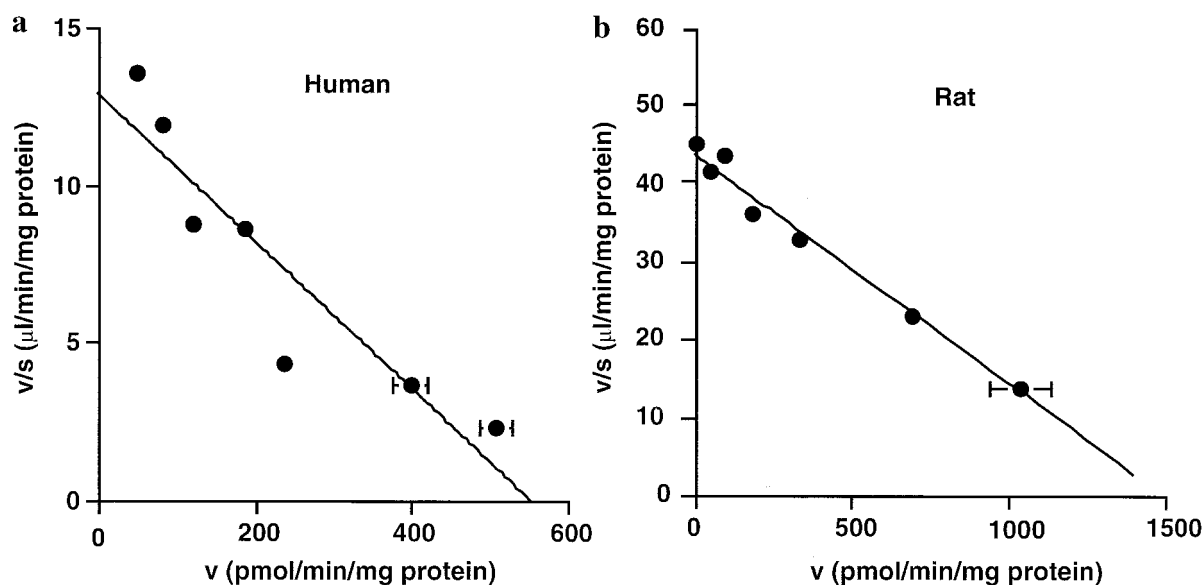 a
Human
v/s (μl/min/mg protein)
15
10
5
0
0 200 400 600
v (pmol/min/mg protein)
b
Rat
v/s (μl/min/mg protein)
60
50
40
30
20
10
0
0 500 1000 1500
v (pmol/min/mg protein)